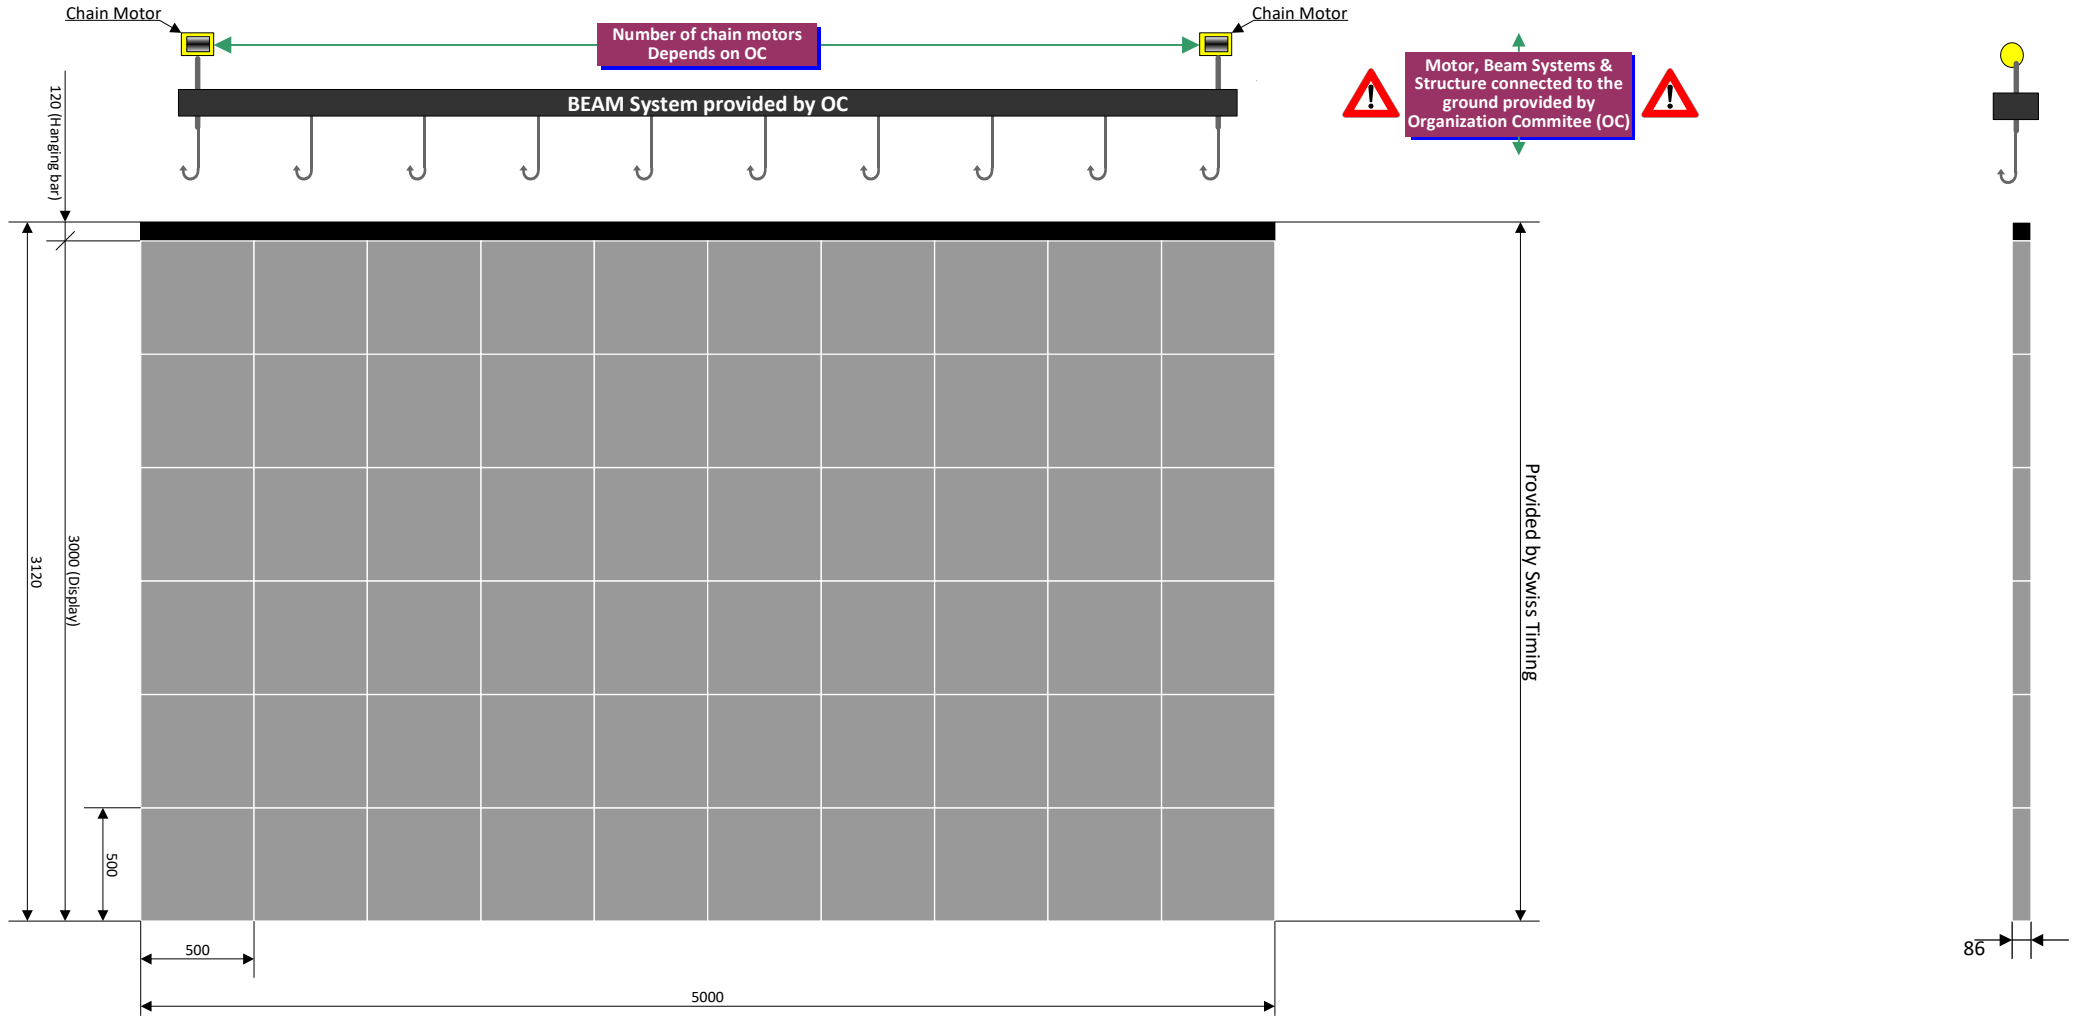 Chain Motor
Chain Motor
Number of chain motors
Depends on OC
Motor, Beam Systems &
Structure connected to the
ground provided by
Organization Commitee (OC)
BEAM System provided by OC
120 (Hanging bar)
3120
3000 (Display)
500
Provided by Swiss Timing
500
5000
86